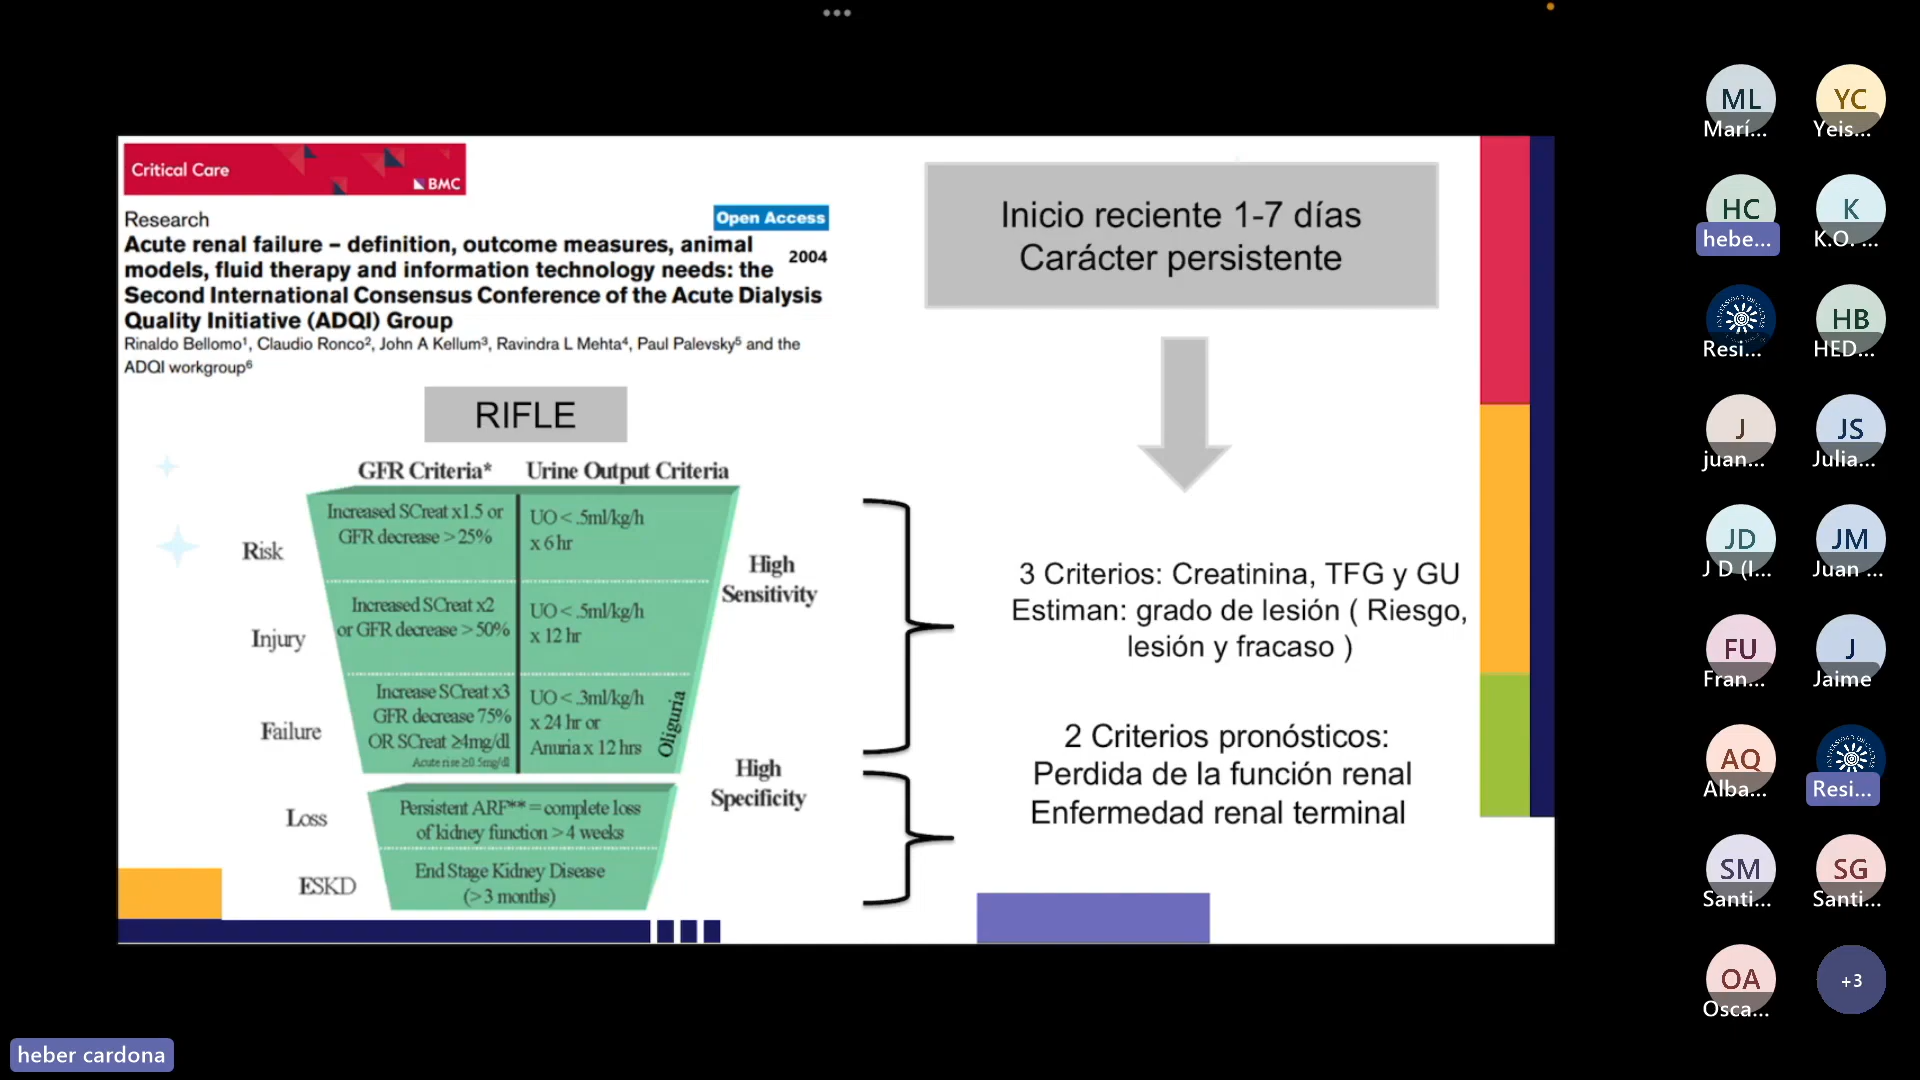 Critical Care
BMC
Research
Open Access
Acute renal failure – definition, outcome measures, animal
models, fluid therapy and information technology needs: the
Second International Consensus Conference of the Acute Dialysis
Quality Initiative (ADQI) Group
2004
Rinaldo Bellomo¹, Claudio Ronco², John A Kellum³, Ravindra L Mehta⁴, Paul Palevsky⁵ and the
ADQI workgroup⁶
RIFLE
GFR Criteria*
Urine Output Criteria
Risk
Increased SCreat x1.5 or
GFR decrease >25%
UO < .5ml/kg/h
x 6 hr
Injury
Increased SCreat x2
or GFR decrease >50%
UO < .5ml/kg/h
x 12 hr
Failure
Increase SCreat x3
GFR decrease 75%
OR SCreat ≥4mg/dl
Acute rise ≥0.5mg/dl
UO < .3ml/kg/h
x 24 hr or
Anuria x 12 hrs
Oliguria
High
Sensitivity
Loss
Persistent ARF** = complete loss
of kidney function > 4 weeks
ESKD
End Stage Kidney Disease
(> 3 months)
High
Specificity
Inicio reciente 1-7 días
Carácter persistente
3 Criterios: Creatinina, TFG y GU
Estiman: grado de lesión ( Riesgo,
lesión y fracaso )
2 Criterios pronósticos:
Perdida de la función renal
Enfermedad renal terminal
ML
Marí...
YC
Yeis...
HC
hebe...
K
K.O. ...
Resi...
HB
HED...
J
juan...
JS
Julia...
JD
J D (I...
JM
Juan ...
FU
Fran...
J
Jaime
AQ
Alba...
Resi...
SM
Santi...
SG
Santi...
OA
Osca...
+3
heber cardona